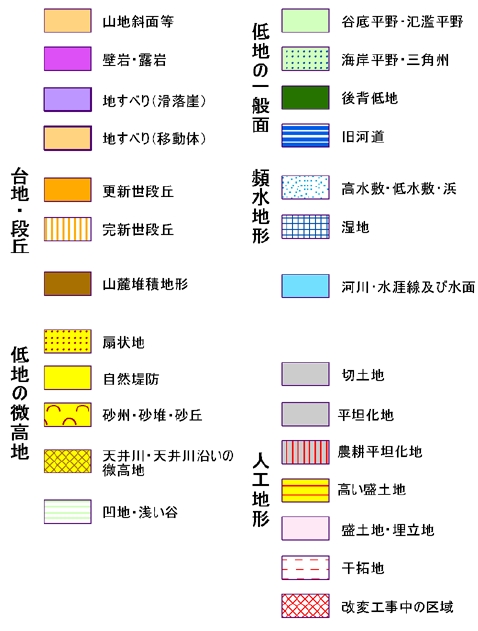 山地斜面等
壁岩・露岩
地すべり(滑落崖)
地すべり(移動体)
台地・段丘
更新世段丘
完新世段丘
山麓堆積地形
低地の微高地
扇状地
自然堤防
砂州・砂堆・砂丘
天井川・天井川沿いの
微高地
凹地・浅い谷
低地の一般面
谷底平野・氾濫平野
海岸平野・三角州
後背低地
旧河道
頻水地形
高水敷・低水敷・浜
湿地
河川・水涯線及び水面
人工地形
切土地
平坦化地
農耕平坦化地
高い盛土地
盛土地・埋立地
干拓地
改変工事中の区域